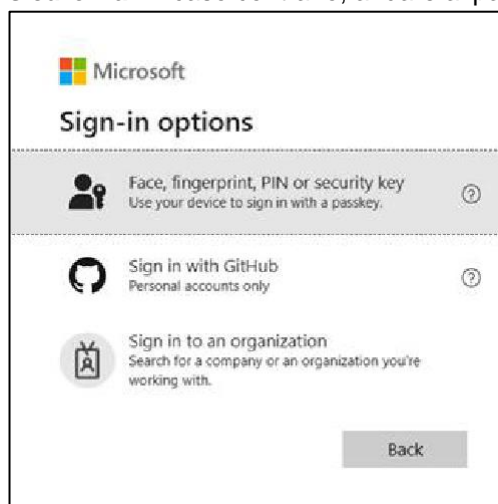 Microsoft
Sign-in options
Face, fingerprint, PIN or security key
Use your device to sign in with a passkey.
Sign in with GitHub
Personal accounts only
Sign in to an organization
Search for a company or an organization you're
working with.
Back